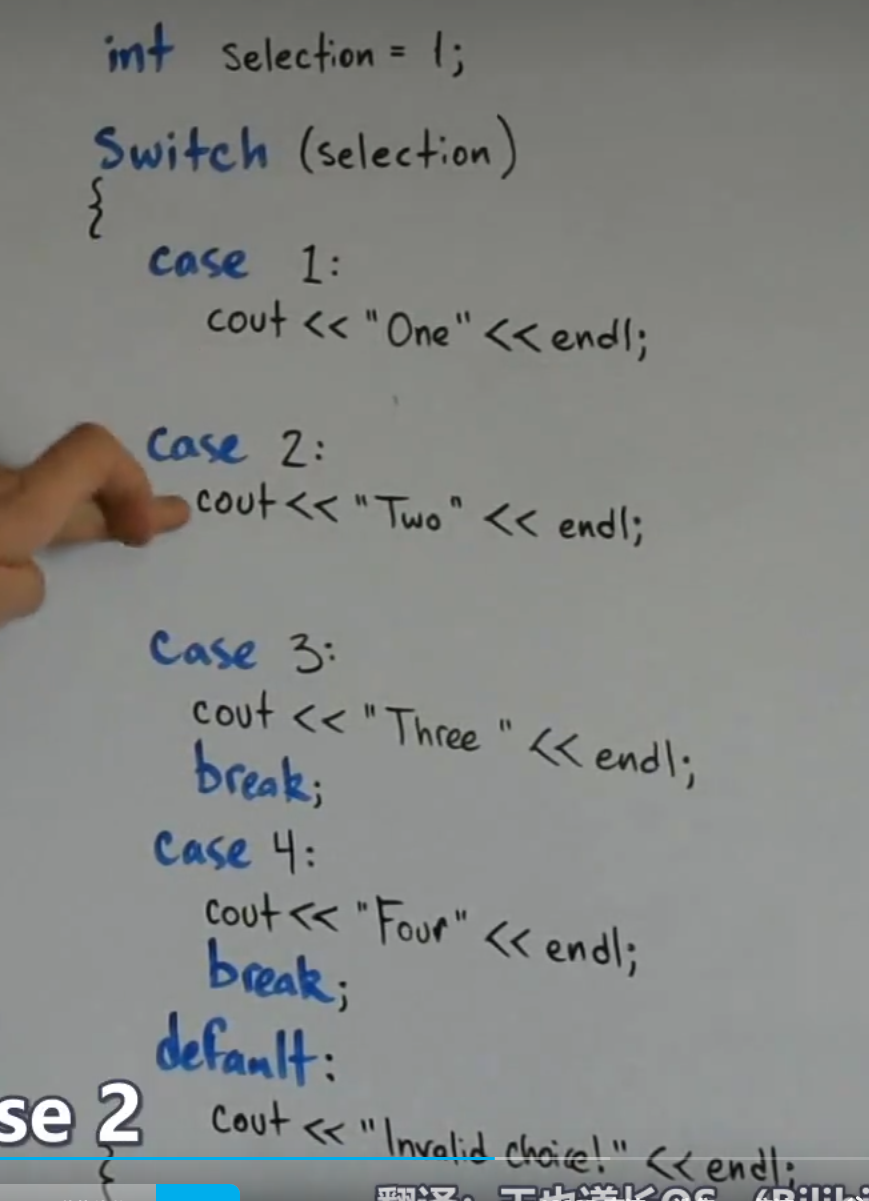 int selection = 1;
Switch (selection)
{
case 1:
cout << "One" << endl;
case 2:
cout << "Two" << endl;
case 3:
cout << "Three" << endl;
break;
case 4:
cout << "Four" << endl;
break;
default:
cout << "Invalid choice!" << endl;
se 2
}
翻译：